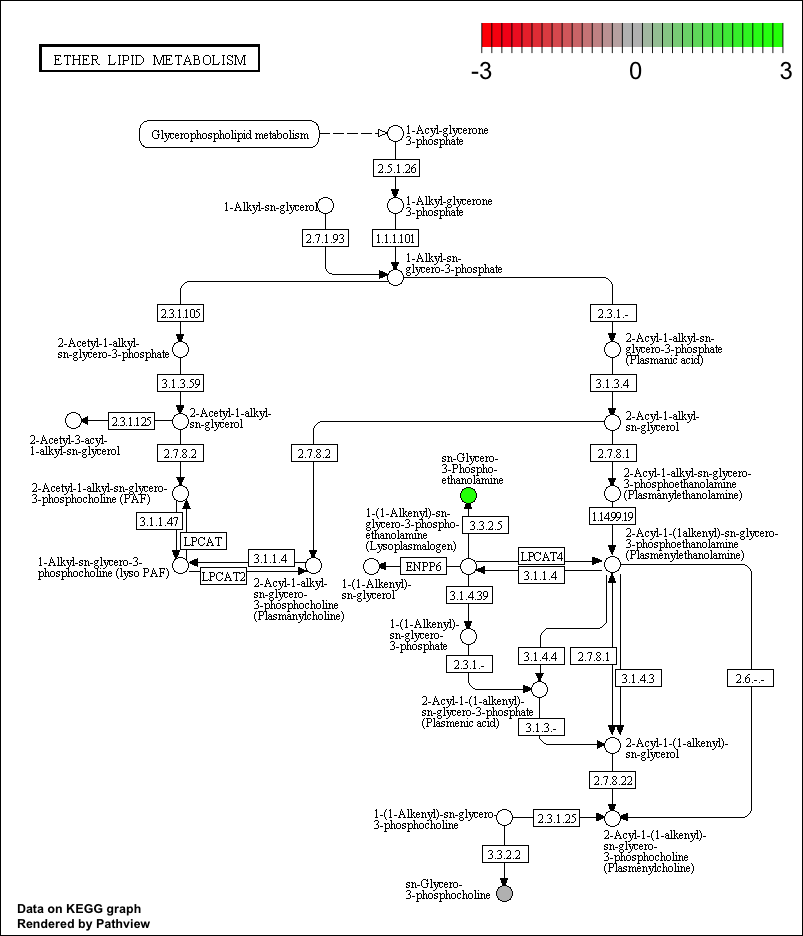 ETHER LIPID METABOLISM
-3
0
3
Glycerophospholipid metabolism
1-Acyl-glycerone
3-phosphate
2.5.1.26
1-Alkyl-sn-glycerol
1-Alkyl-glycerone
3-phosphate
2.7.1.93
1.1.1.101
1-Alkyl-sn-
glycero-3-phosphate
2.3.1.105
2.3.1.-
2-Acetyl-1-alkyl-
sn-glycero-3-phosphate
2-Acyl-1-alkyl-sn-
glycero-3-phosphate
(Plasmanic acid)
3.1.3.59
3.1.3.4
2.3.1.125
2-Acetyl-1-alkyl-
sn-glycerol
2-Acyl-1-alkyl-
sn-glycerol
2-Acetyl-3-acyl-
1-alkyl-sn-glycerol
2.7.8.2
2.7.8.2
2.7.8.1
sn-Glycero-
3-Phospho-
ethanolamine
2-Acetyl-1-alkyl-sn-glycero-
3-phosphocholine (PAF)
2-Acyl-1-alkyl-sn-glycero-
3-phosphoethanolamine
(Plasmanylethanolamine)
3.1.1.47
1-(1-Alkenyl)-sn-
glycero-3-phospho-
ethanolamine
(Lysoplasmalogen)
3.3.2.5
1.14.99.19
LPCAT
2-Acyl-1-(1alkenyl)-sn-glycero-
3-phosphoethanolamine
(Plasmenylethanolamine)
1-Alkyl-sn-glycero-3-
phosphocholine (lyso PAF)
3.1.1.4
LPCAT2
ENPP6
LPCAT4
3.1.1.4
2-Acyl-1-alkyl-
sn-glycero-
3-phosphocholine
(Plasmanylcholine)
1-(1-Alkenyl)-
sn-glycerol
3.1.4.39
1-(1-Alkenyl)-
sn-glycero-
3-phosphate
2.3.1.-
3.1.4.4
2.7.8.1
3.1.4.3
2.6.-.-
2-Acyl-1-(1-alkenyl)-
sn-glycero-3-phosphate
(Plasmenic acid)
3.1.3.-
2-Acyl-1-(1-alkenyl)-
sn-glycerol
2.7.8.22
1-(1-Alkenyl)-sn-glycero-
3-phosphocholine
2.3.1.25
2-Acyl-1-(1-alkenyl)-
sn-glycero-
3-phosphocholine
(Plasmenylcholine)
3.3.2.2
sn-Glycero-
3-phosphocholine
Data on KEGG graph
Rendered by Pathview